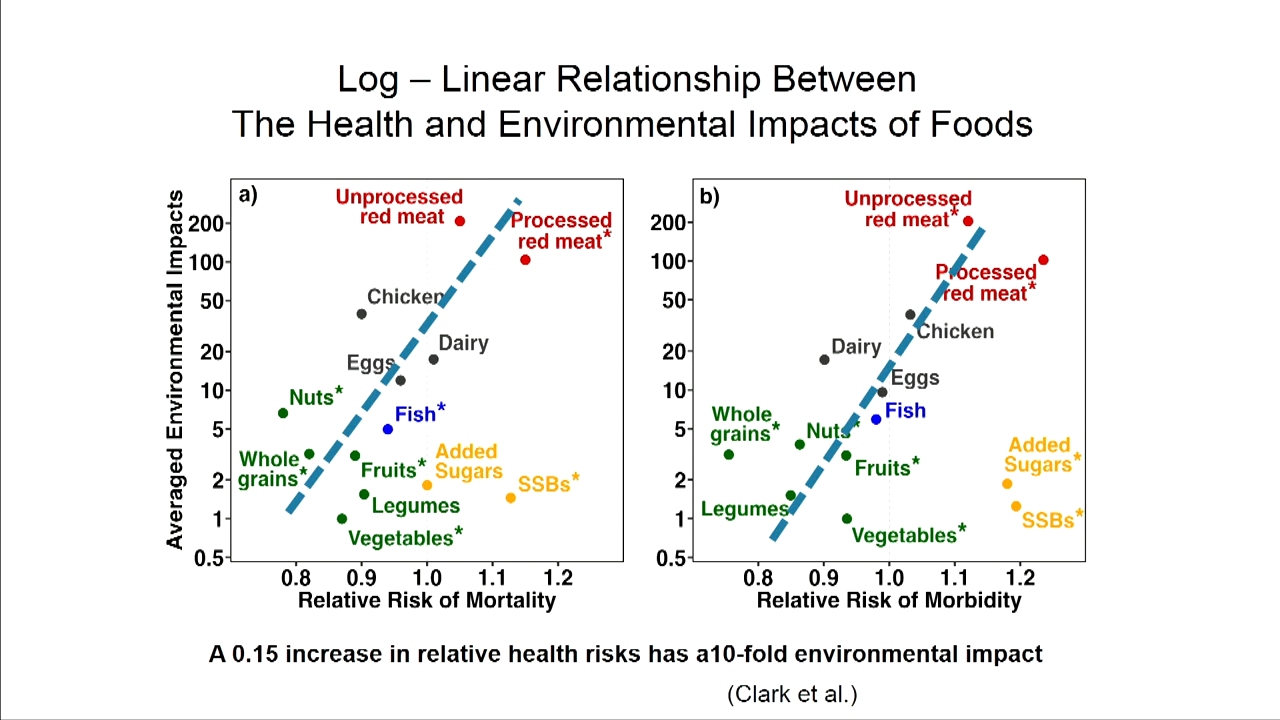 Log – Linear Relationship Between
The Health and Environmental Impacts of Foods
Averaged Environmental Impacts
a)
200
100
50
20
10
5
2
1
0.5
Unprocessed
red meat
Processed
red meat*
Chicken
Dairy
Eggs
Nuts*
Fish*
Whole
grains*
Fruits*
Added
Sugars
SSBs*
Legumes
Vegetables*
0.8 0.9 1.0 1.1 1.2
Relative Risk of Mortality
b)
200
100
50
20
10
5
2
1
0.5
Unprocessed
red meat*
Processed
red meat*
Chicken
Dairy
Eggs
Fish
Whole
grains*
Nuts*
Fruits*
Added
Sugars*
Legumes
SSBs*
Vegetables*
0.8 0.9 1.0 1.1 1.2
Relative Risk of Morbidity
A 0.15 increase in relative health risks has a10-fold environmental impact
(Clark et al.)